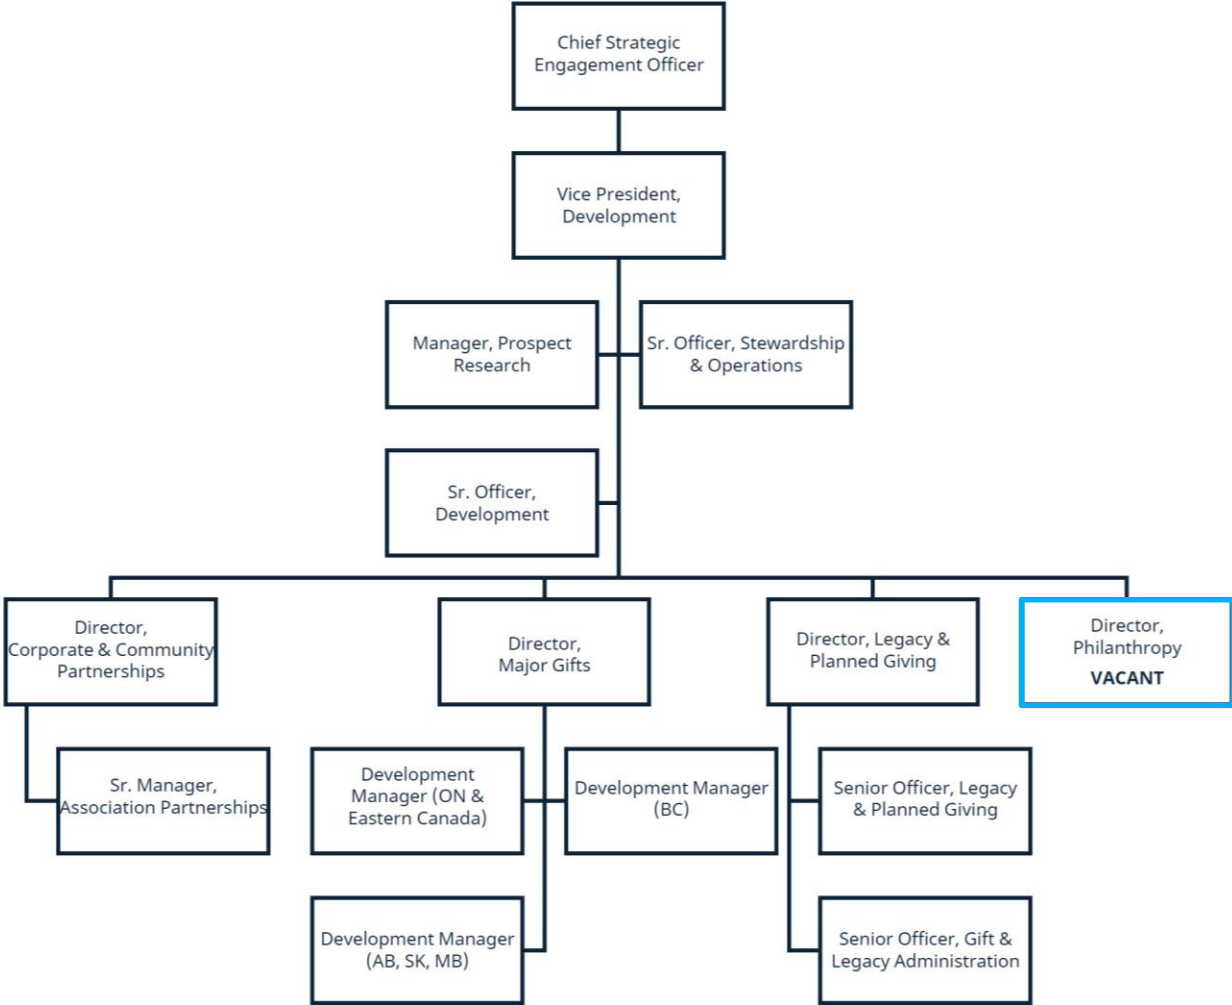 Chief Strategic
Engagement Officer
Vice President,
Development
Manager, Prospect
Research
Sr. Officer, Stewardship
& Operations
Sr. Officer,
Development
Director,
Corporate & Community
Partnerships
Director,
Major Gifts
Director, Legacy &
Planned Giving
Director,
Philanthropy
VACANT
Sr. Manager,
Association Partnerships
Development
Manager (ON &
Eastern Canada)
Development Manager
(BC)
Senior Officer, Legacy
& Planned Giving
Development Manager
(AB, SK, MB)
Senior Officer, Gift &
Legacy Administration